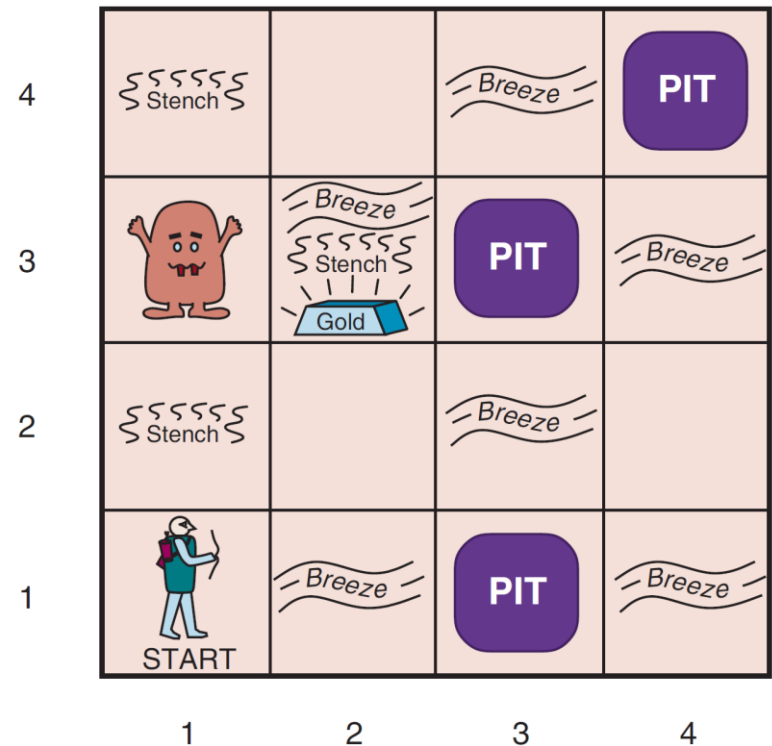 4
Stench
Breeze
PIT
3
Breeze
Stench
Gold
PIT
Breeze
2
Stench
Breeze
1
START
Breeze
PIT
Breeze
1 2 3 4